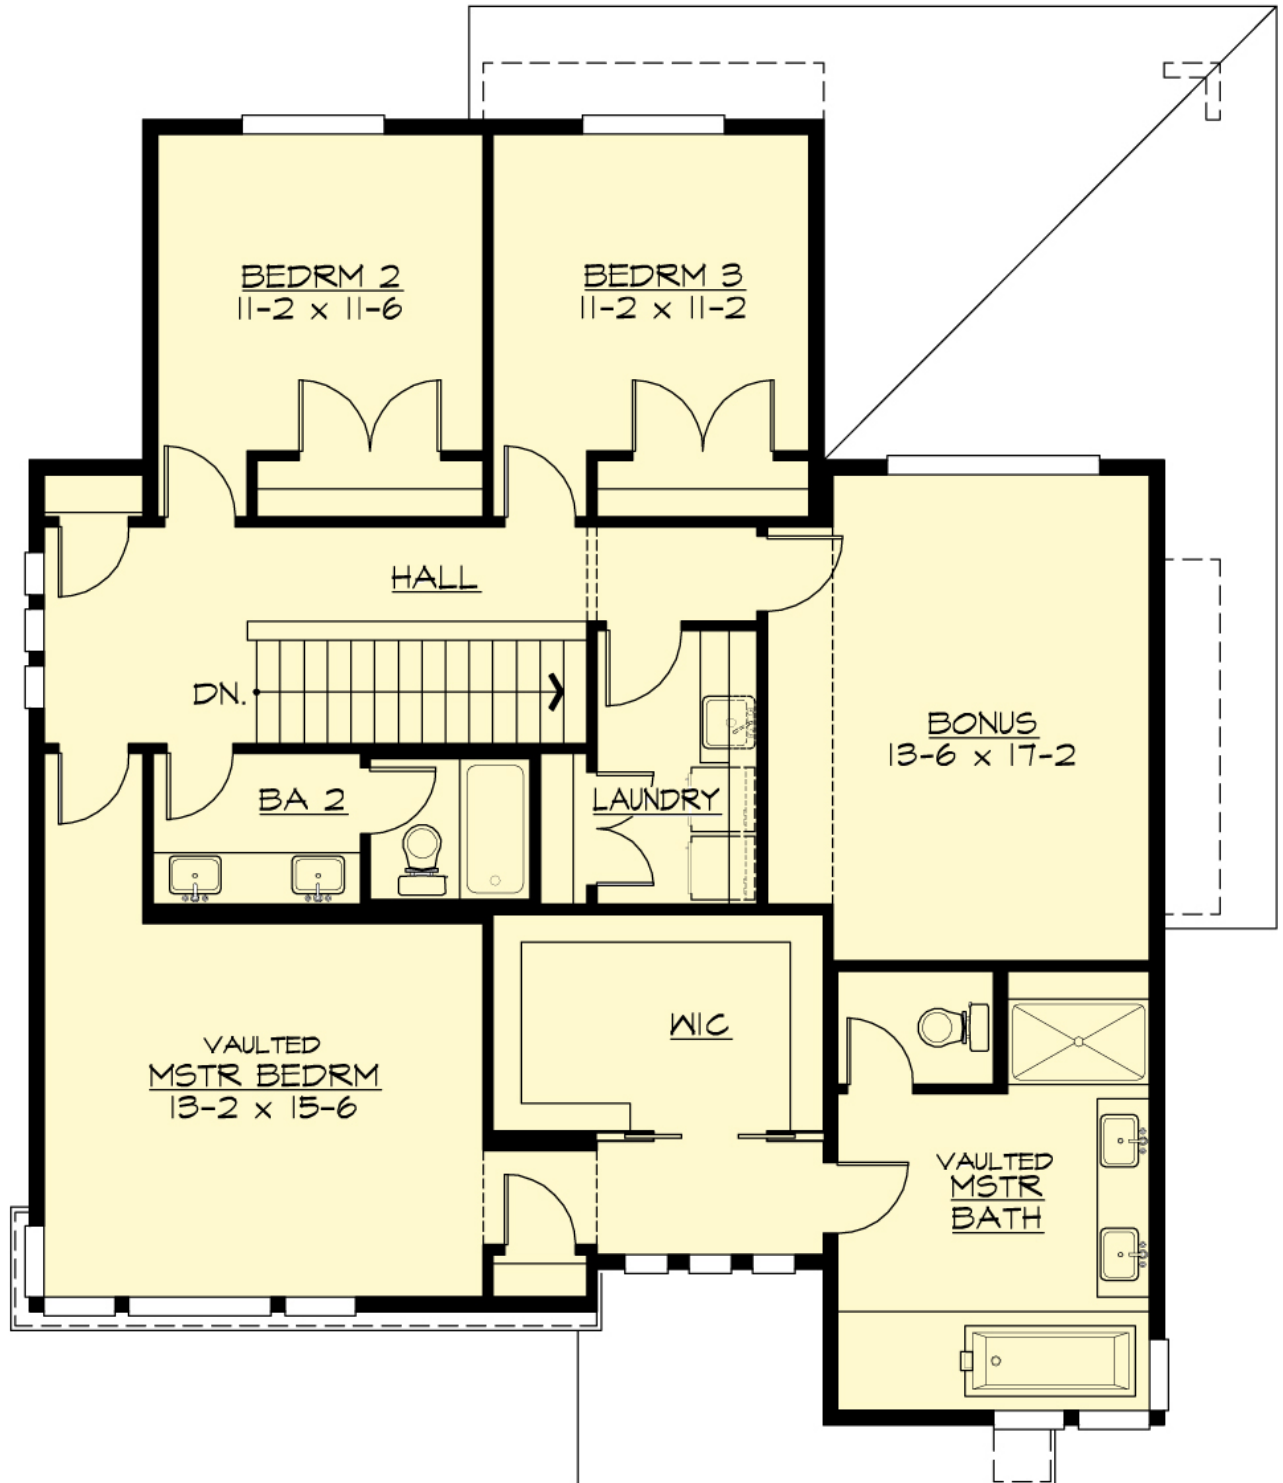 BEDRM 2
11-2 x 11-6
BEDRM 3
11-2 x 11-2
HALL
DN.
BONUS
13-6 x 17-2
BA 2
LAUNDRY
WIC
VAULTED
MSTR BEDRM
13-2 x 15-6
VAULTED
MSTR
BATH